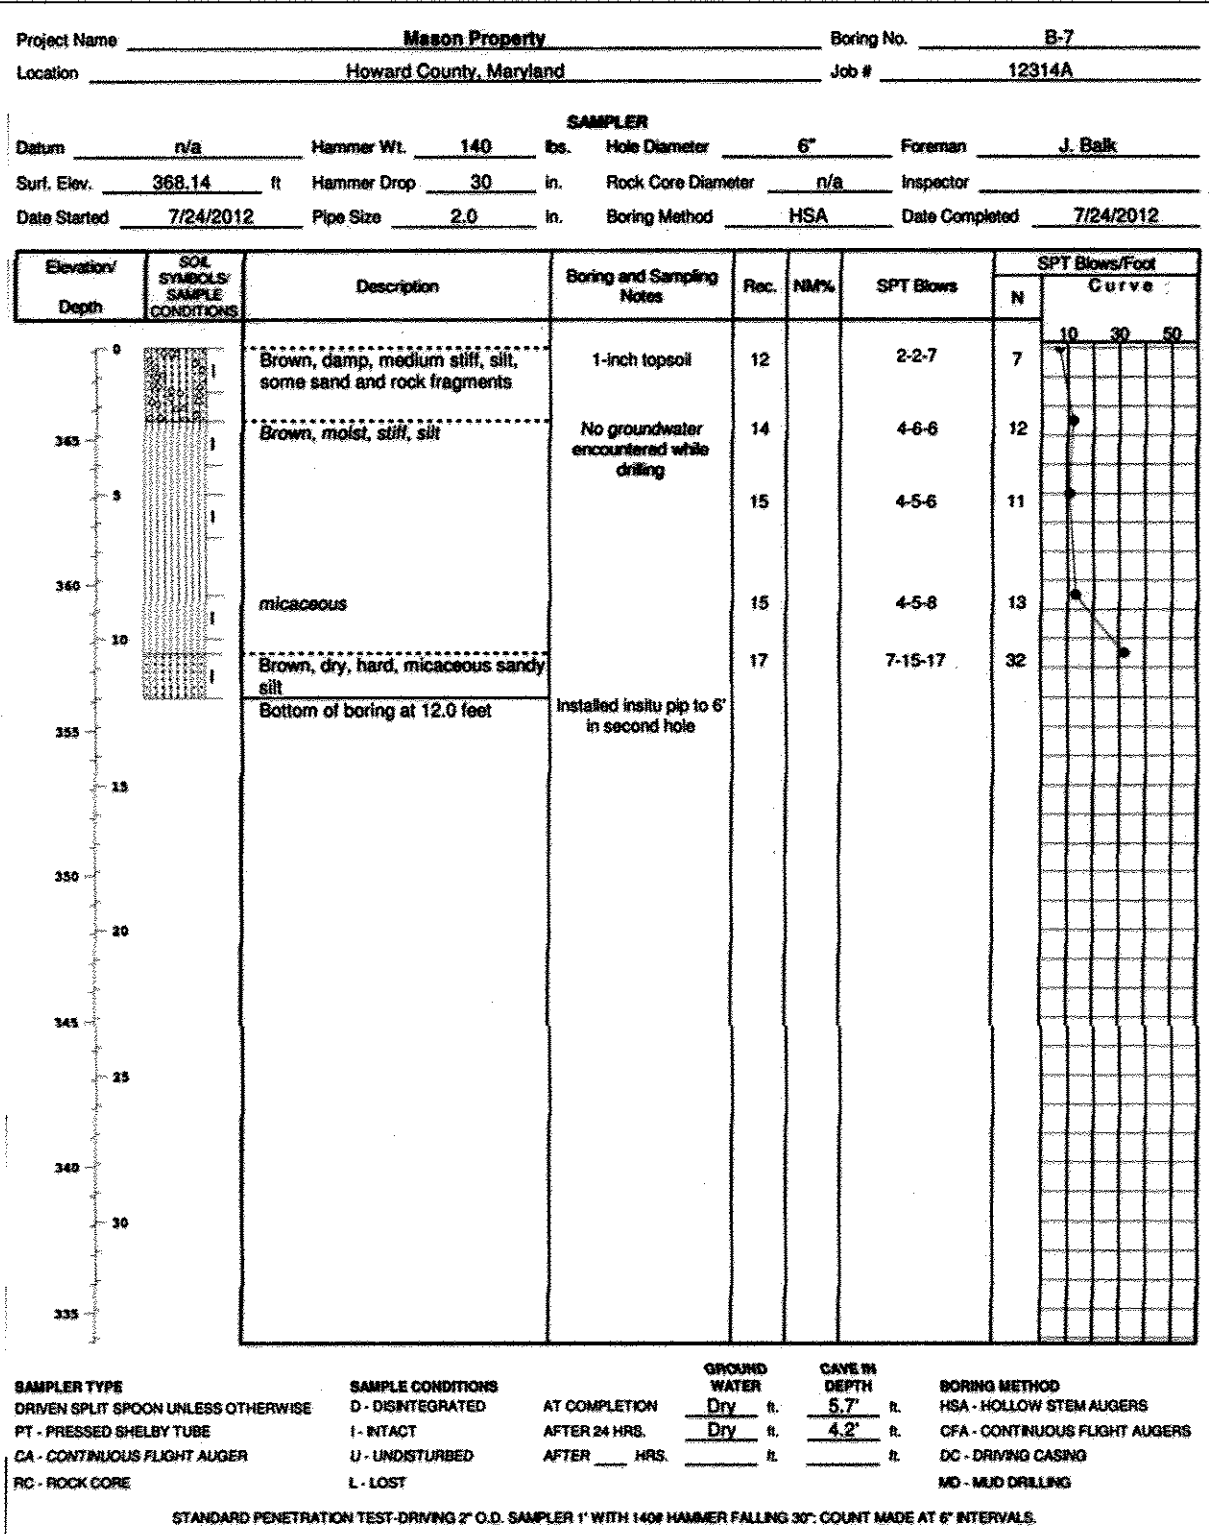 Project Name Mason Property Boring No. B-7
Location Howard County, Maryland Job # 12314A
SAMPLER
Datum n/a Hammer Wt. 140 lbs. Hole Diameter 6" Foreman J. Balk
Surf. Elev. 368.14 ft Hammer Drop 30 in. Rock Core Diameter n/a Inspector
Date Started 7/24/2012 Pipe Size 2.0 in. Boring Method HSA Date Completed 7/24/2012
Elevation/ Depth SOIL SYMBOLS/ SAMPLE CONDITIONS Description Boring and Sampling Notes Rec. NM% SPT Blows SPT Blows/Foot
N Curve
10 30 50
0 I Brown, damp, medium stiff, silt, 1-inch topsoil 12 2-2-7 7
some sand and rock fragments
365 I Brown, moist, stiff, silt No groundwater 14 4-6-6 12
encountered while
drilling
5 I 15 4-5-6 11
360
I micaceous 15 4-5-8 13
10
I Brown, dry, hard, micaceous sandy 17 7-15-17 32
silt
Bottom of boring at 12.0 feet Installed insitu pip to 6'
355 in second hole
15
350
20
345
25
340
30
335
GROUND CAVE IN
SAMPLER TYPE SAMPLE CONDITIONS WATER DEPTH BORING METHOD
DRIVEN SPLIT SPOON UNLESS OTHERWISE D - DISINTEGRATED AT COMPLETION Dry ft. 5.7' ft. HSA - HOLLOW STEM AUGERS
PT - PRESSED SHELBY TUBE I - INTACT AFTER 24 HRS. Dry ft. 4.2' ft. CFA - CONTINUOUS FLIGHT AUGERS
CA - CONTINUOUS FLIGHT AUGER U - UNDISTURBED AFTER ___ HRS. ft. ft. DC - DRIVING CASING
RC - ROCK CORE L - LOST MD - MUD DRILLING
STANDARD PENETRATION TEST-DRIVING 2" O.D. SAMPLER 1' WITH 140# HAMMER FALLING 30": COUNT MADE AT 6" INTERVALS.